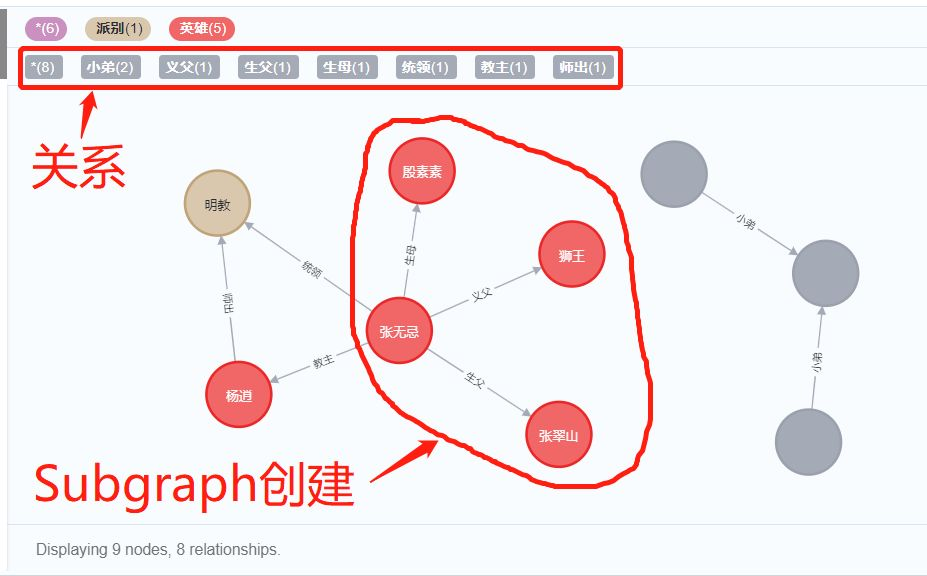 *(6) 派别(1) 英雄(5)
*(8) 小弟(2) 义父(1) 生父(1) 生母(1) 统领(1) 教主(1) 师出(1)
关系
殷素素
明教
小弟
生母
狮王
统领
义父
师出
张无忌
教主
小弟
生父
杨逍
张翠山
Subgraph创建
Displaying 9 nodes, 8 relationships.